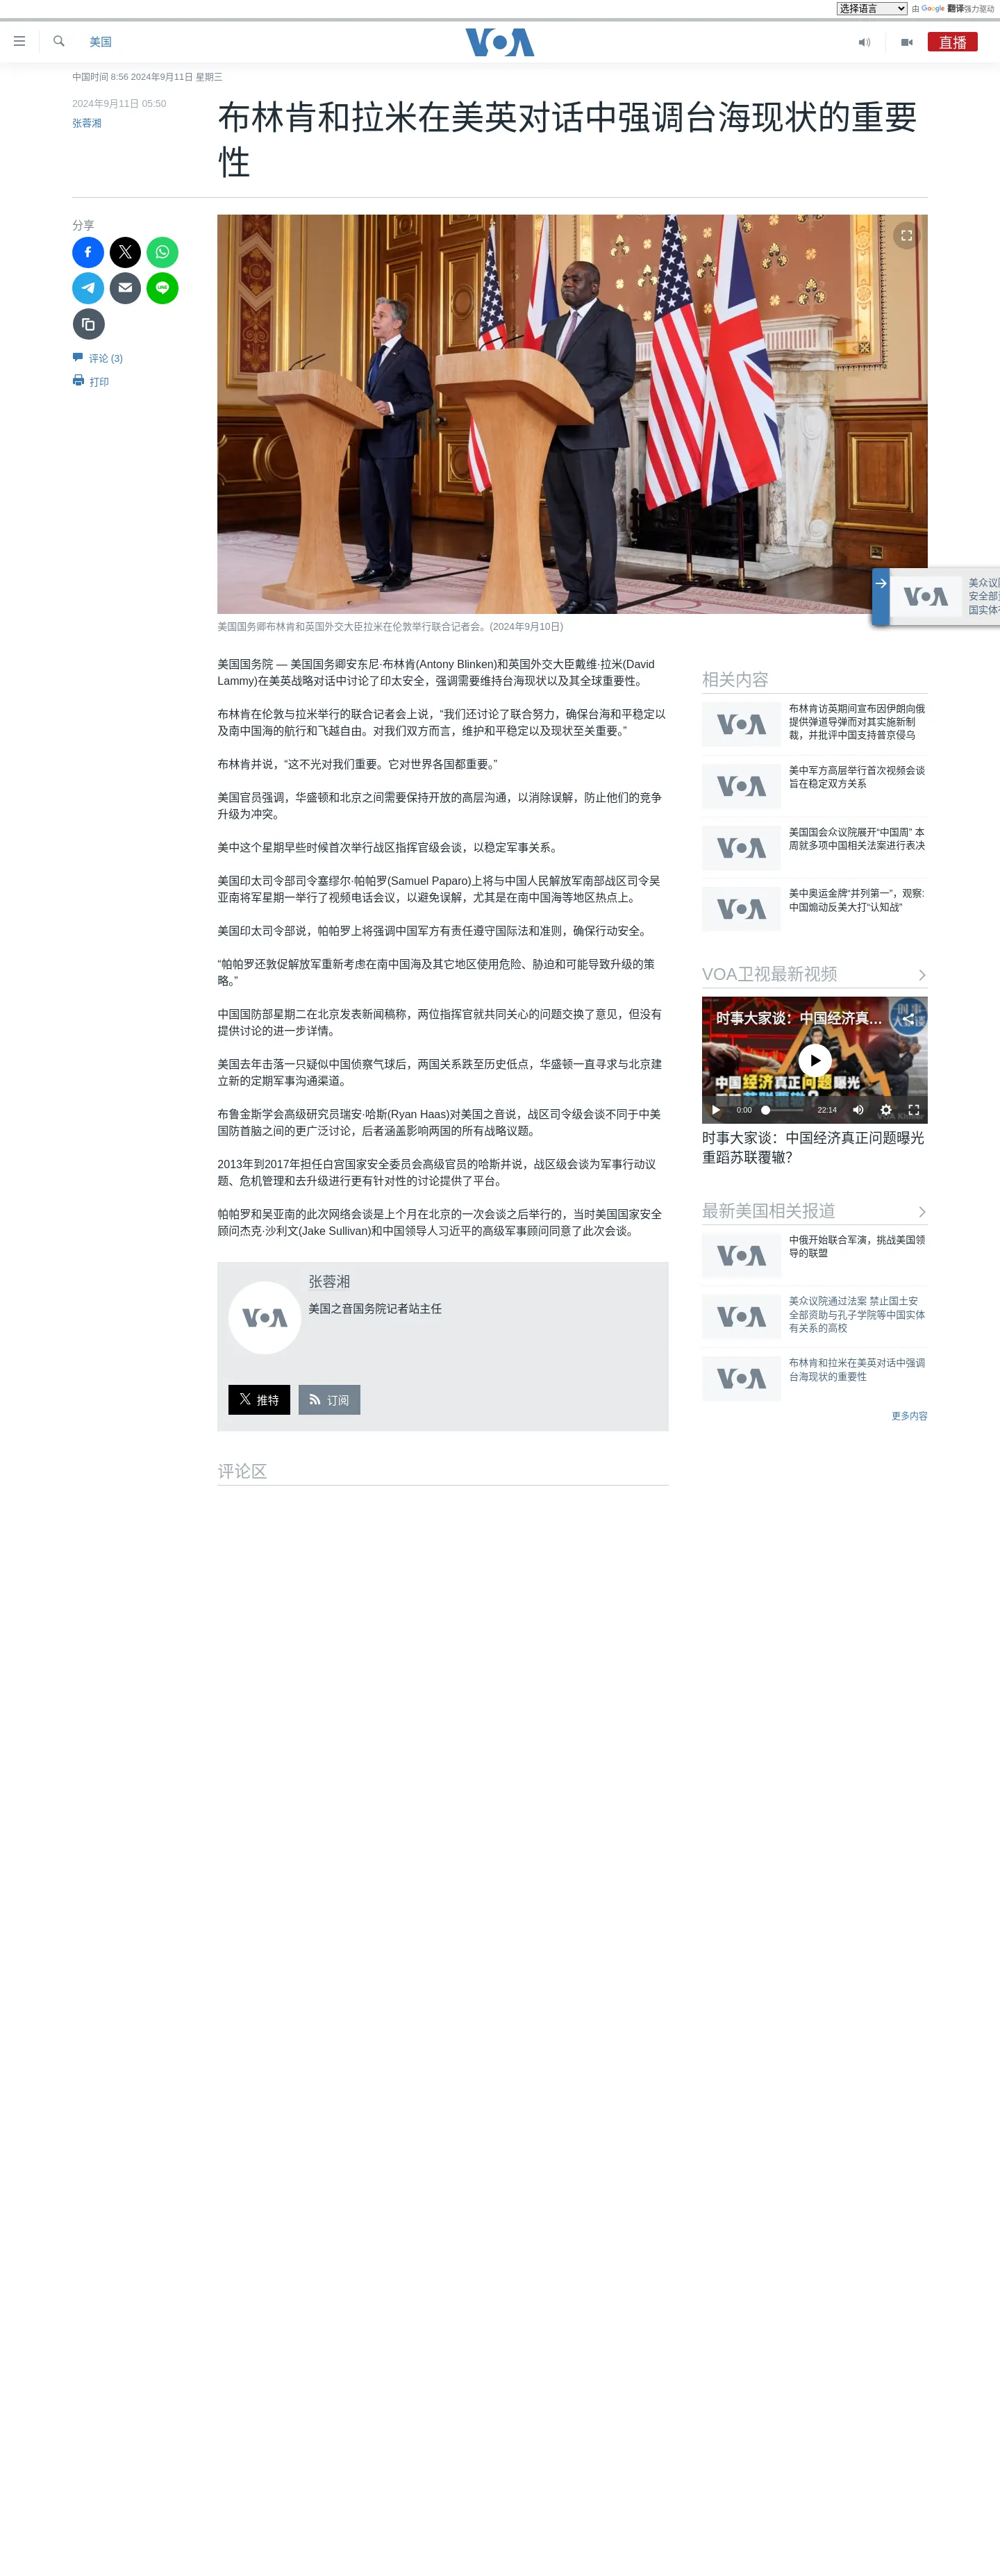 选择语言
由 Google 翻译强力驱动
美国
VOA
直播
中国时间 8:56 2024年9月11日 星期三
2024年9月11日 05:50
张蓉湘
布林肯和拉米在美英对话中强调台海现状的重要
性
分享
评论 (3)
打印
美国国务卿布林肯和英国外交大臣拉米在伦敦举行联合记者会。(2024年9月10日)
VOA
美国国务院 — 美国国务卿安东尼·布林肯(Antony Blinken)和英国外交大臣戴维·拉米(David
Lammy)在美英战略对话中讨论了印太安全，强调需要维持台海现状以及其全球重要性。
布林肯在伦敦与拉米举行的联合记者会上说，“我们还讨论了联合努力，确保台海和平稳定以
及南中国海的航行和飞越自由。对我们双方而言，维护和平稳定以及现状至关重要。”
布林肯并说，“这不光对我们重要。它对世界各国都重要。”
美国官员强调，华盛顿和北京之间需要保持开放的高层沟通，以消除误解，防止他们的竞争
升级为冲突。
美中这个星期早些时候首次举行战区指挥官级会谈，以稳定军事关系。
美国印太司令部司令塞缪尔·帕帕罗(Samuel Paparo)上将与中国人民解放军南部战区司令吴
亚南将军星期一举行了视频电话会议，以避免误解，尤其是在南中国海等地区热点上。
美国印太司令部说，帕帕罗上将强调中国军方有责任遵守国际法和准则，确保行动安全。
“帕帕罗还敦促解放军重新考虑在南中国海及其它地区使用危险、胁迫和可能导致升级的策
略。”
中国国防部星期二在北京发表新闻稿称，两位指挥官就共同关心的问题交换了意见，但没有
提供讨论的进一步详情。
美国去年击落一只疑似中国侦察气球后，两国关系跌至历史低点，华盛顿一直寻求与北京建
立新的定期军事沟通渠道。
布鲁金斯学会高级研究员瑞安·哈斯(Ryan Haas)对美国之音说，战区司令级会谈不同于中美
国防首脑之间的更广泛讨论，后者涵盖影响两国的所有战略议题。
2013年到2017年担任白宫国家安全委员会高级官员的哈斯并说，战区级会谈为军事行动议
题、危机管理和去升级进行更有针对性的讨论提供了平台。
帕帕罗和吴亚南的此次网络会谈是上个月在北京的一次会谈之后举行的，当时美国国家安全
顾问杰克·沙利文(Jake Sullivan)和中国领导人习近平的高级军事顾问同意了此次会谈。
张蓉湘
VOA
美国之音国务院记者站主任
推特
订阅
评论区
相关内容
VOA
布林肯访英期间宣布因伊朗向俄
提供弹道导弹而对其实施新制
裁，并批评中国支持普京侵乌
VOA
美中军方高层举行首次视频会谈
旨在稳定双方关系
VOA
美国国会众议院展开“中国周” 本
周就多项中国相关法案进行表决
VOA
美中奥运金牌“并列第一”，观察:
中国煽动反美大打“认知战”
VOA卫视最新视频
时事大家谈：中国经济真…
中国经济真正问题曝光
0:00
22:14
时事大家谈：中国经济真正问题曝光
重蹈苏联覆辙？
最新美国相关报道
VOA
中俄开始联合军演，挑战美国领
导的联盟
VOA
美众议院通过法案 禁止国土安
全部资助与孔子学院等中国实体
有关系的高校
VOA
布林肯和拉米在美英对话中强调
台海现状的重要性
更多内容